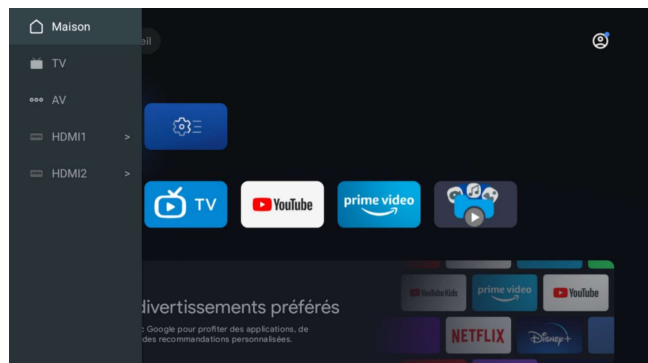 Maison
eil
TV
AV
HDMI1 >
HDMI2 >
TV
YouTube
prime video
divertissements préférés
c Google pour profiter des applications, de
des recommandations personnalisées.
YouTube Kids
prime video
YouTube
NETFLIX
Disney+